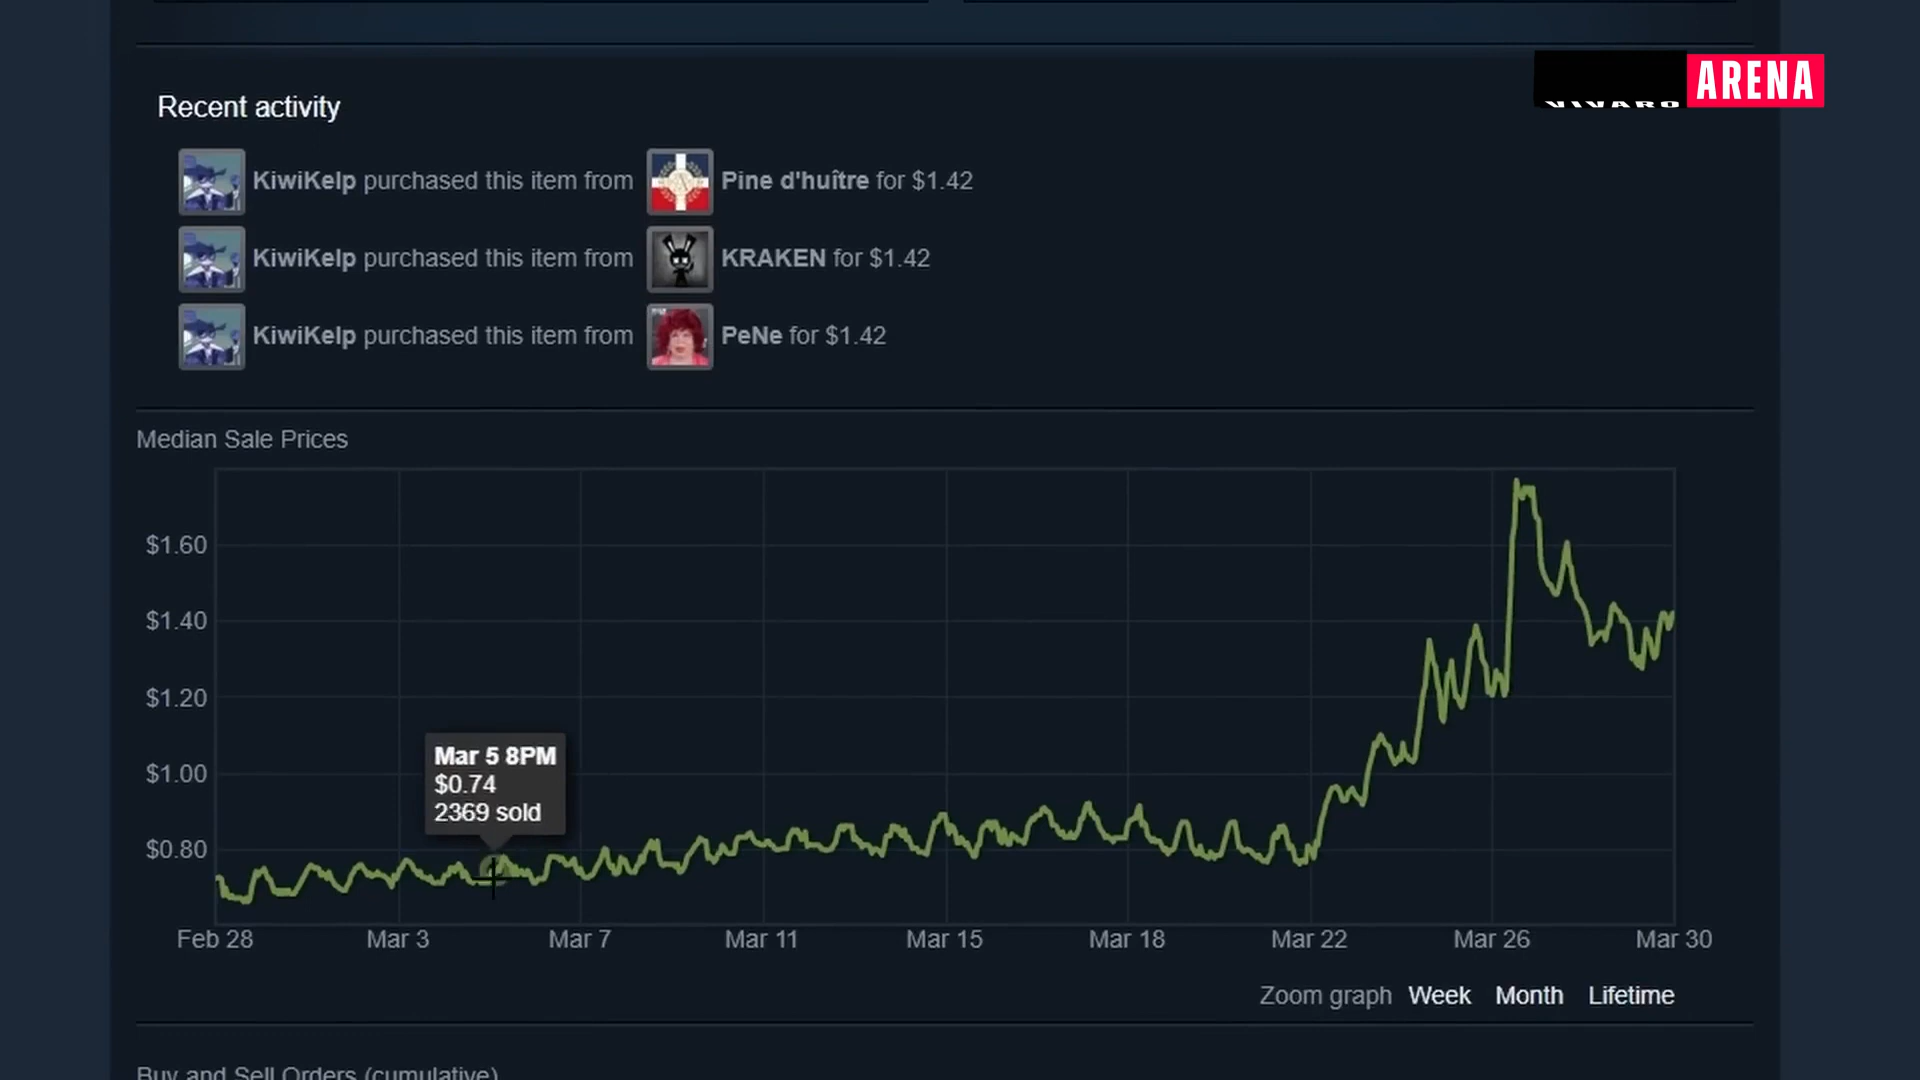 ARENA
Recent activity
KiwiKelp purchased this item from Pine d'huître for $1.42
KiwiKelp purchased this item from KRAKEN for $1.42
KiwiKelp purchased this item from PeNe for $1.42
Median Sale Prices
$1.60
$1.40
$1.20
$1.00
$0.80
Mar 5 8PM
$0.74
2369 sold
Feb 28 Mar 3 Mar 7 Mar 11 Mar 15 Mar 18 Mar 22 Mar 26 Mar 30
Zoom graph Week Month Lifetime
Buy and Sell Orders (cumulative)